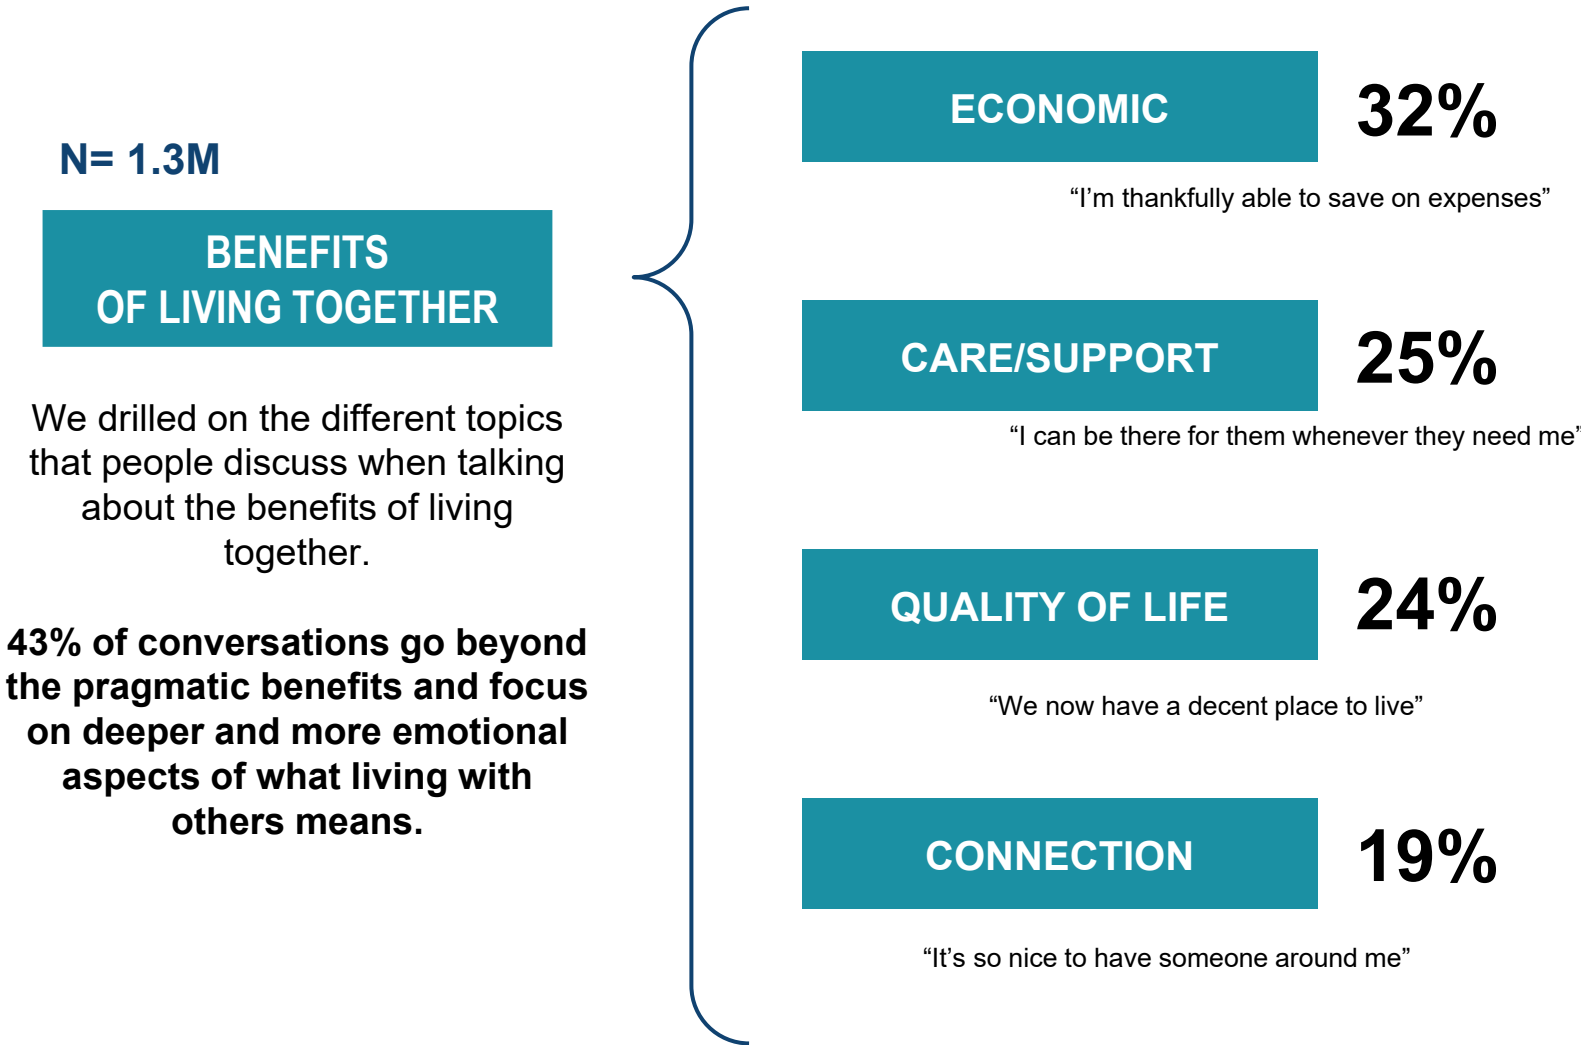 N= 1.3M
BENEFITS
OF LIVING TOGETHER
We drilled on the different topics
that people discuss when talking
about the benefits of living
together.
43% of conversations go beyond
the pragmatic benefits and focus
on deeper and more emotional
aspects of what living with
others means.
ECONOMIC
32%
“I’m thankfully able to save on expenses”
CARE/SUPPORT
25%
“I can be there for them whenever they need me”
QUALITY OF LIFE
24%
“We now have a decent place to live”
CONNECTION
19%
“It’s so nice to have someone around me”